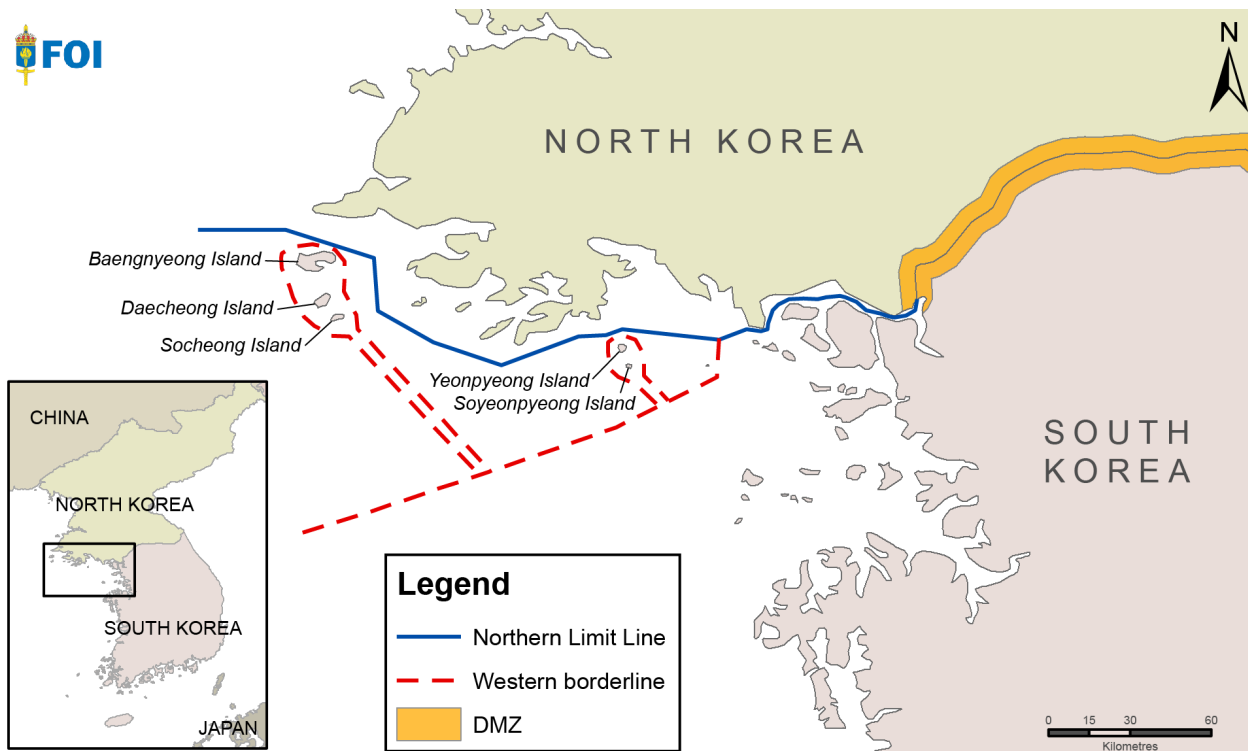 FOI
N
NORTH KOREA
Baengnyeong Island
Daecheong Island
Socheong Island
Yeonpyeong Island
Soyeonpyeong Island
SOUTH
KOREA
CHINA
NORTH KOREA
SOUTH KOREA
JAPAN
Legend
Northern Limit Line
Western borderline
DMZ
0 15 30 60
Kilometres